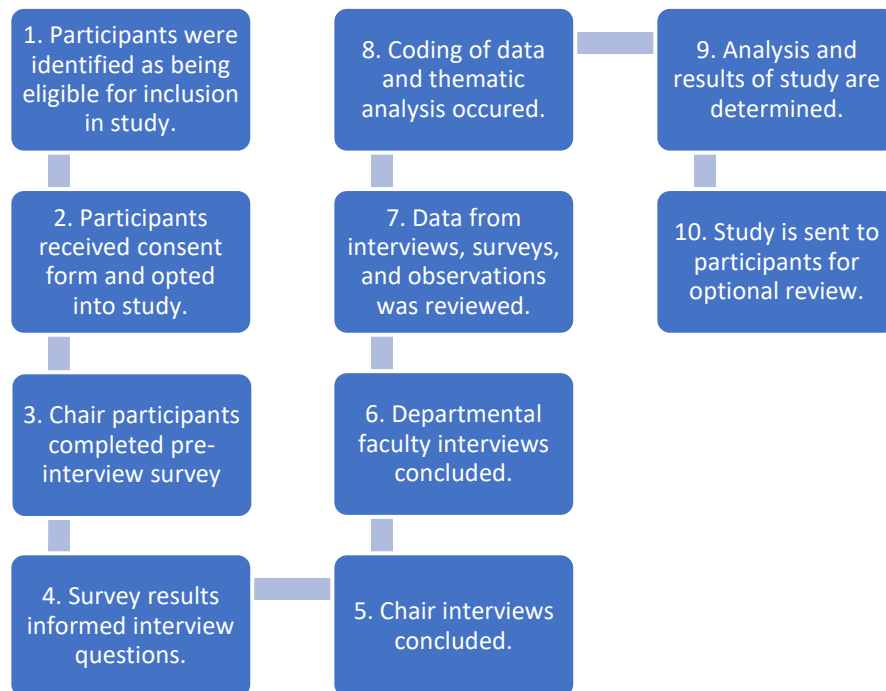 1. Participants were
identified as being
eligible for inclusion
in study.
2. Participants
received consent
form and opted
into study.
3. Chair participants
completed pre-
interview survey
4. Survey results
informed interview
questions.
5. Chair interviews
concluded.
6. Departmental
faculty interviews
concluded.
7. Data from
interviews, surveys,
and observations
was reviewed.
8. Coding of data
and thematic
analysis occured.
9. Analysis and
results of study are
determined.
10. Study is sent to
participants for
optional review.